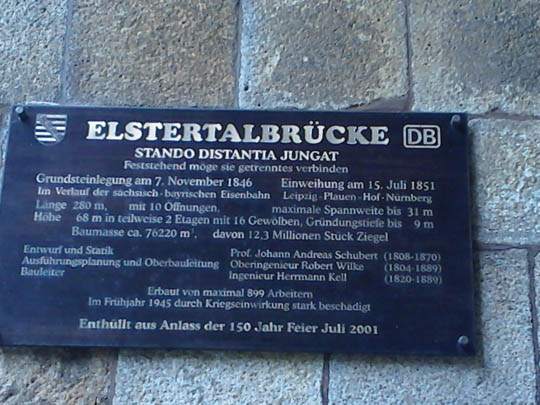 ELSTERTALBRÜCKE DB
STANDO DISTANTIA JUNGAT
Feststehend möge sie getrenntes verbinden
Grundsteinlegung am 7. November 1846 Einweihung am 15. Juli 1851
Im Verlauf der sächsisch-bayrischen Eisenbahn Leipzig-Plauen-Hof-Nürnberg
Länge 280 m, mit 10 Öffnungen, maximale Spannweite bis 31 m
Höhe 68 m in teilweise 2 Etagen mit 16 Gewölben, Gründungstiefe bis 9 m
Baumasse ca. 76220 m³, davon 12,3 Millionen Stück Ziegel
Entwurf und Statik Prof. Johann Andreas Schubert (1808-1870)
Ausführungsplanung und Oberbauleitung Oberingenieur Robert Wilke (1804-1889)
Bauleiter Ingenieur Herrmann Kell (1820-1889)
Erbaut von maximal 899 Arbeitern
Im Frühjahr 1945 durch Kriegseinwirkung stark beschädigt
Enthüllt aus Anlass der 150 Jahr Feier Juli 2001